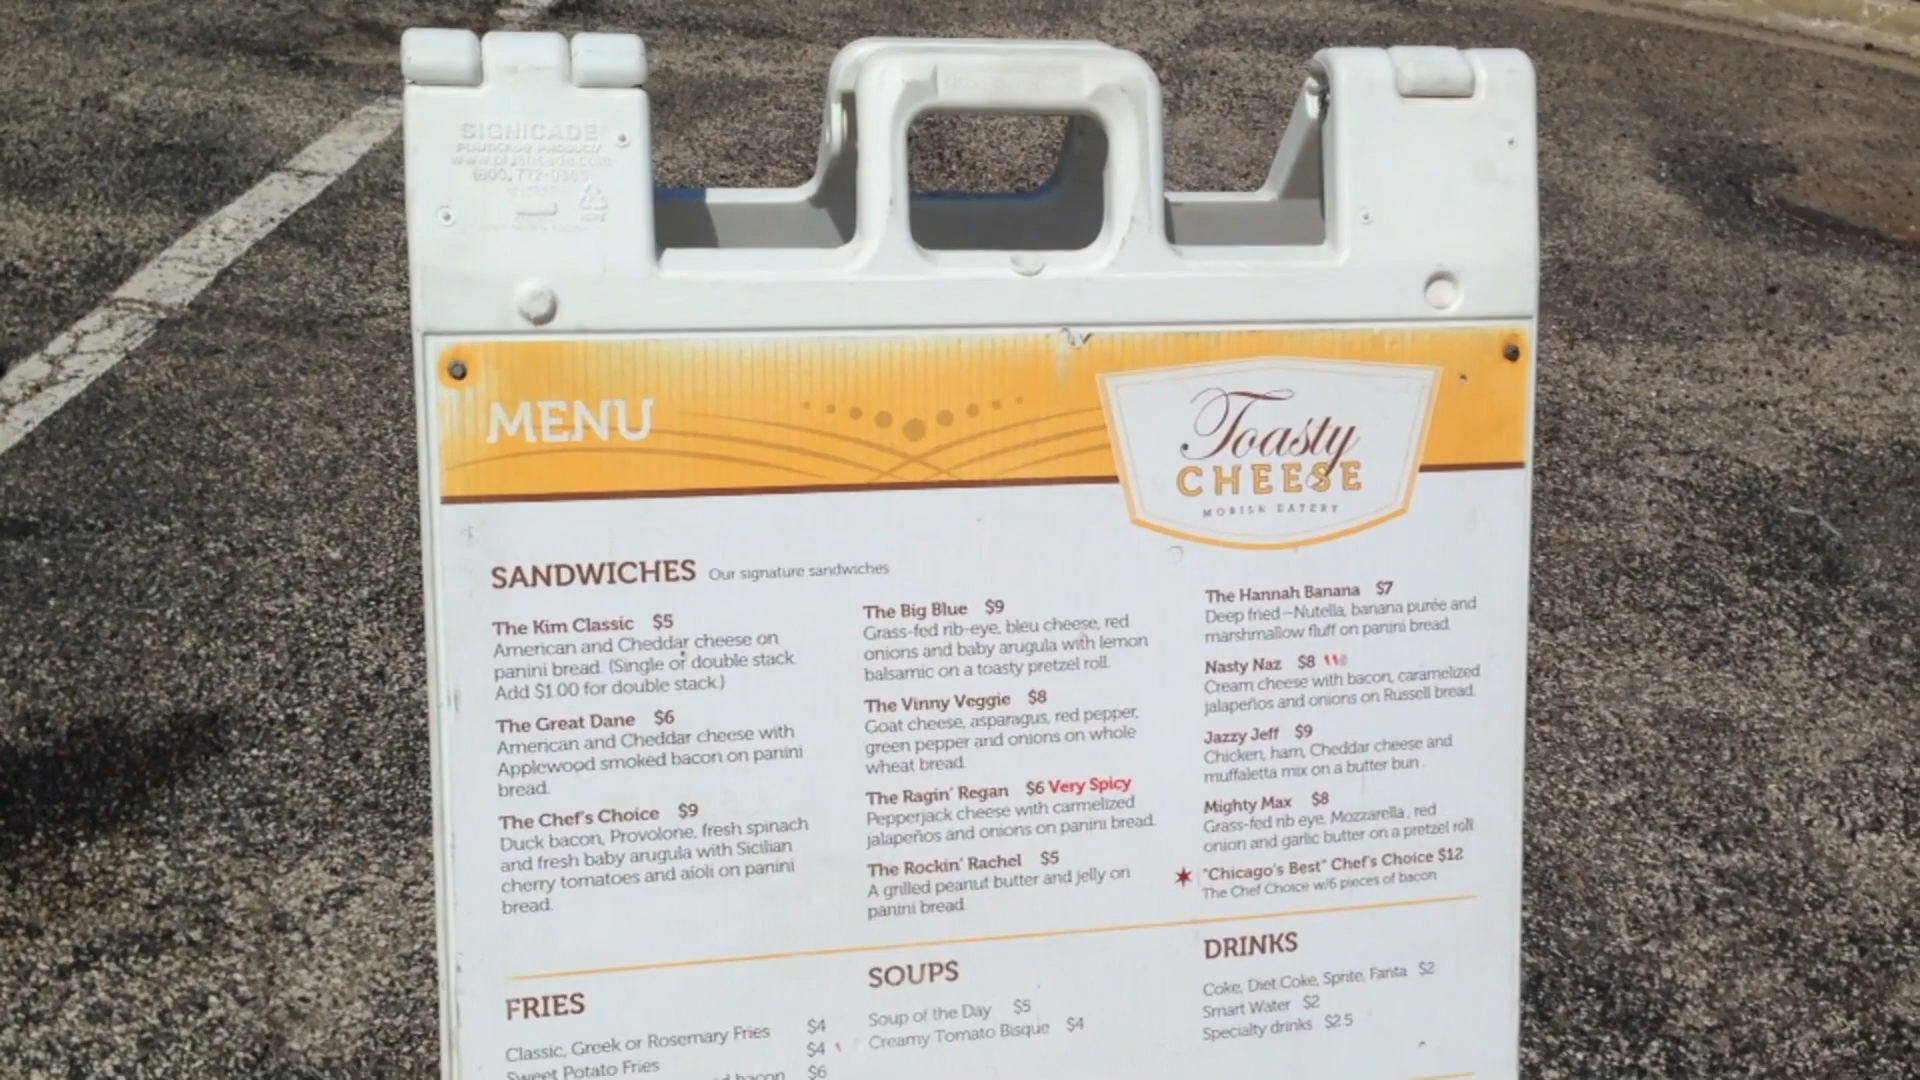 SIGNICADE
PLASTICADE PRODUCTS
www.plasticade.com
(800) 772-0355
MENU
Toasty
CHEESE
MOBILE EATERY
SANDWICHES Our signature sandwiches
The Kim Classic $5
American and Cheddar cheese on
panini bread. (Single or double stack.
Add $1.00 for double stack.)
The Great Dane $6
American and Cheddar cheese with
Applewood smoked bacon on panini
bread.
The Chef's Choice $9
Duck bacon, Provolone, fresh spinach
and fresh baby arugula with Sicilian
cherry tomatoes and aioli on panini
bread.
The Big Blue $9
Grass-fed rib-eye, bleu cheese, red
onions and baby arugula with lemon
balsamic on a toasty pretzel roll.
The Vinny Veggie $8
Goat cheese, asparagus, red pepper,
green pepper and onions on whole
wheat bread.
The Ragin' Regan $6 Very Spicy
Pepperjack cheese with carmelized
jalapeños and onions on panini bread.
The Rockin' Rachel $5
A grilled peanut butter and jelly on
panini bread.
The Hannah Banana $7
Deep fried—Nutella, banana purée and
marshmallow fluff on panini bread.
Nasty Naz $8
Cream cheese with bacon, caramelized
jalapeños and onions on Russell bread.
Jazzy Jeff $9
Chicken, ham, Cheddar cheese and
muffaletta mix on a butter bun.
Mighty Max $8
Grass-fed rib eye, Mozzarella, red
onion and garlic butter on a pretzel roll.
"Chicago's Best" Chef's Choice $12
The Chef Choice w/6 pieces of bacon
FRIES
Classic, Greek or Rosemary Fries $4
Sweet Potato Fries $4
bacon $6
SOUPS
Soup of the Day $5
Creamy Tomato Bisque $4
DRINKS
Coke, Diet Coke, Sprite, Fanta $2
Smart Water $2
Specialty drinks $2.5